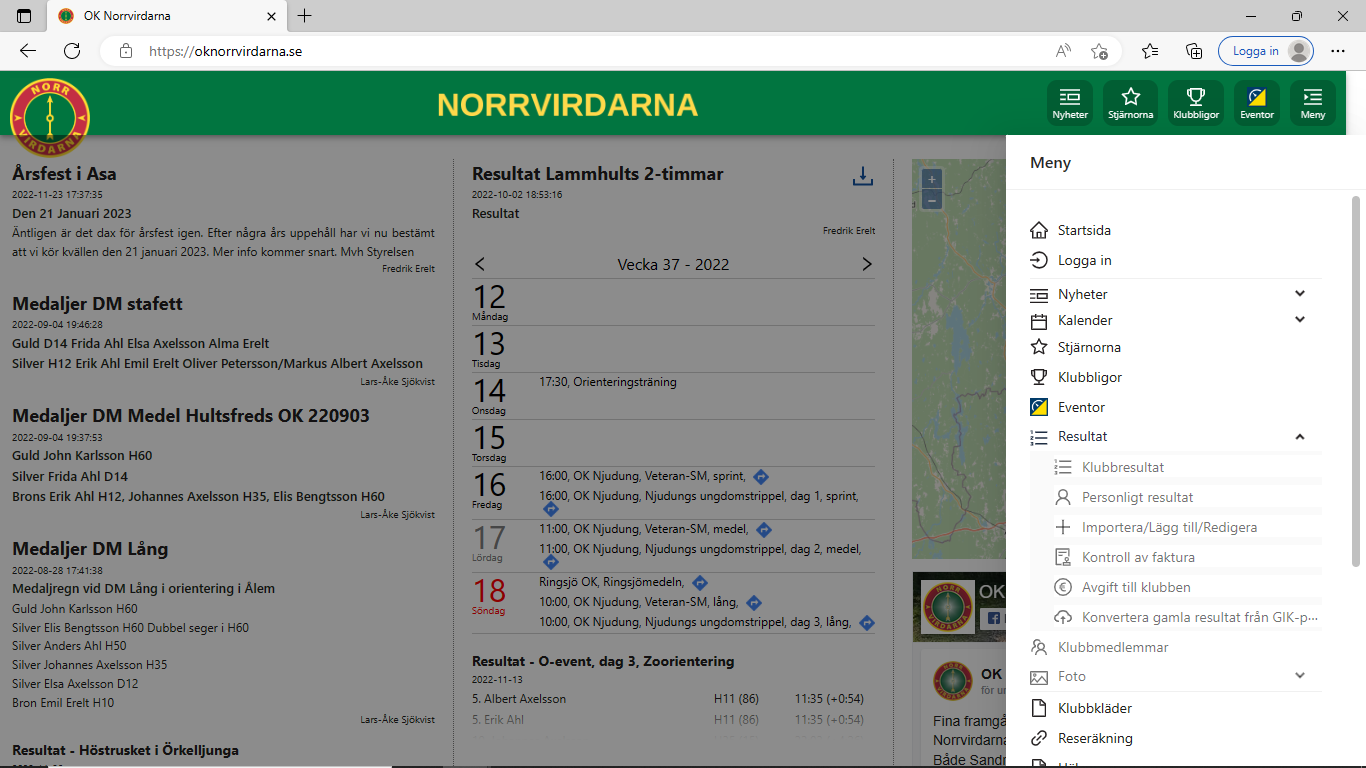 OK Norrvirdarna
https://oknorrvirdarna.se
Logga in
NORR
VIRDARNA
NORRVIRDARNA
Nyheter
Stjärnorna
Klubbligor
Eventor
Meny
Årsfest i Asa
2022-11-23 17:37:35
Den 21 Januari 2023
Äntligen är det dax för årsfest igen. Efter några års uppehåll har vi nu bestämt
att vi kör kvällen den 21 januari 2023. Mer info kommer snart. Mvh Styrelsen
Fredrik Erelt
Medaljer DM stafett
2022-09-04 19:46:28
Guld D14 Frida Ahl Elsa Axelsson Alma Erelt
Silver H12 Erik Ahl Emil Erelt Oliver Petersson/Markus Albert Axelsson
Lars-Åke Sjökvist
Medaljer DM Medel Hultsfreds OK 220903
2022-09-04 19:37:53
Guld John Karlsson H60
Silver Frida Ahl D14
Brons Erik Ahl H12, Johannes Axelsson H35, Elis Bengtsson H60
Lars-Åke Sjökvist
Medaljer DM Lång
2022-08-28 17:41:38
Medaljregn vid DM Lång i orientering i Ålem
Guld John Karlsson H60
Silver Elis Bengtsson H60 Dubbel seger i H60
Silver Anders Ahl H50
Silver Johannes Axelsson H35
Silver Elsa Axelsson D12
Bron Emil Erelt H10
Lars-Åke Sjökvist
Resultat - Höstrusket i Örkelljunga
Resultat Lammhults 2-timmar
2022-10-02 18:53:16
Resultat
Fredrik Erelt
Vecka 37 - 2022
12
Måndag
13
Tisdag
14
Onsdag
17:30, Orienteringsträning
15
Torsdag
16
Fredag
16:00, OK Njudung, Veteran-SM, sprint,
16:00, OK Njudung, Njudungs ungdomstrippel, dag 1, sprint,
17
Lördag
11:00, OK Njudung, Veteran-SM, medel,
11:00, OK Njudung, Njudungs ungdomstrippel, dag 2, medel,
18
Söndag
Ringsjö OK, Ringsjömedeln,
10:00, OK Njudung, Veteran-SM, lång,
10:00, OK Njudung, Njudungs ungdomstrippel, dag 3, lång,
Resultat - O-event, dag 3, Zoorientering
2022-11-13
5. Albert Axelsson H11 (86) 11:35 (+0:54)
5. Erik Ahl H11 (86) 11:35 (+0:54)
+
−
OK
OK
för un
Fina framgå
Norrvirdarna
Både Sandr
Meny
Startsida
Logga in
Nyheter
Kalender
Stjärnorna
Klubbligor
Eventor
Resultat
Klubbresultat
Personligt resultat
Importera/Lägg till/Redigera
Kontroll av faktura
Avgift till klubben
Konvertera gamla resultat från GIK-p...
Klubbmedlemmar
Foto
Klubbkläder
Reseräkning